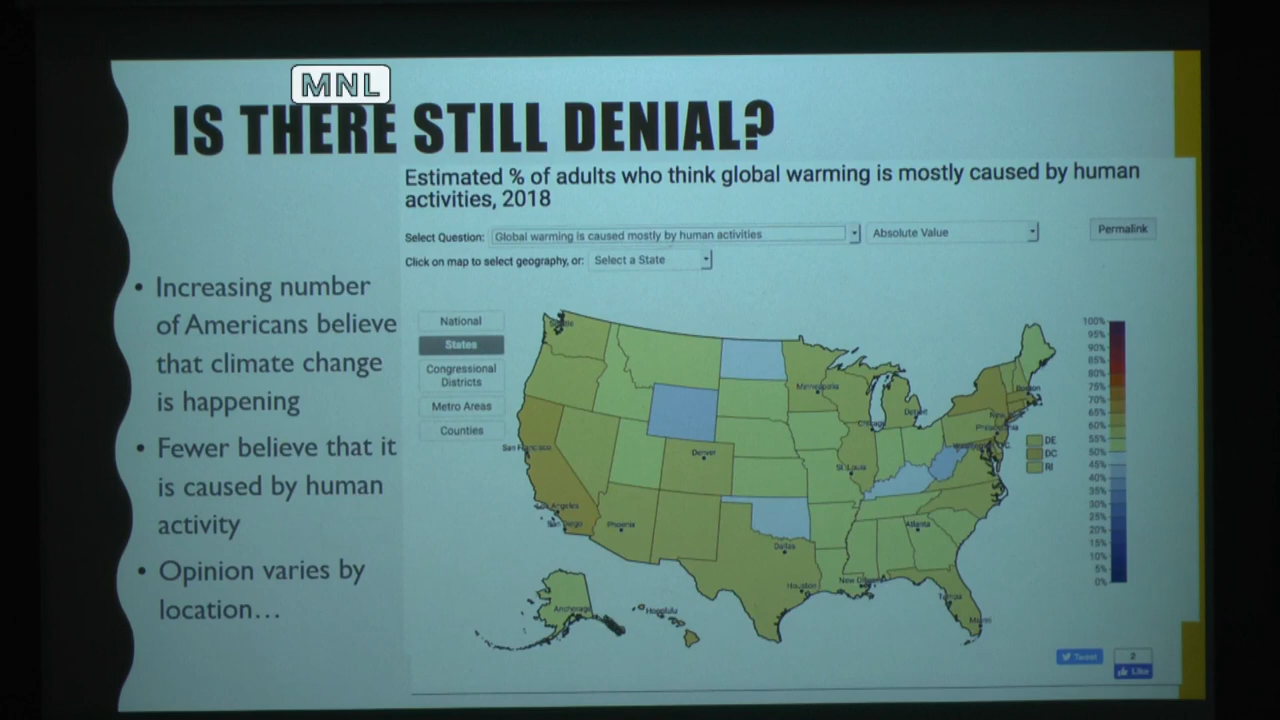 MNL
IS THERE STILL DENIAL?
Estimated % of adults who think global warming is mostly caused by human
activities, 2018
Select Question: Global warming is caused mostly by human activities
Absolute Value
Permalink
Click on map to select geography, or: Select a State
• Increasing number
of Americans believe
that climate change
is happening
• Fewer believe that it
is caused by human
activity
• Opinion varies by
location…
National
States
Congressional
Districts
Metro Areas
Counties
Seattle
Minneapolis
Boston
Detroit
Chicago
New York
Philadelphia
Washington, D.C.
San Francisco
Denver
St. Louis
Los Angeles
San Diego
Phoenix
Atlanta
Dallas
Houston
New Orleans
Tampa
Miami
Anchorage
Honolulu
DE
DC
RI
100%
95%
90%
85%
80%
75%
70%
65%
60%
55%
50%
45%
40%
35%
30%
25%
20%
15%
10%
5%
0%
Tweet
2
Like